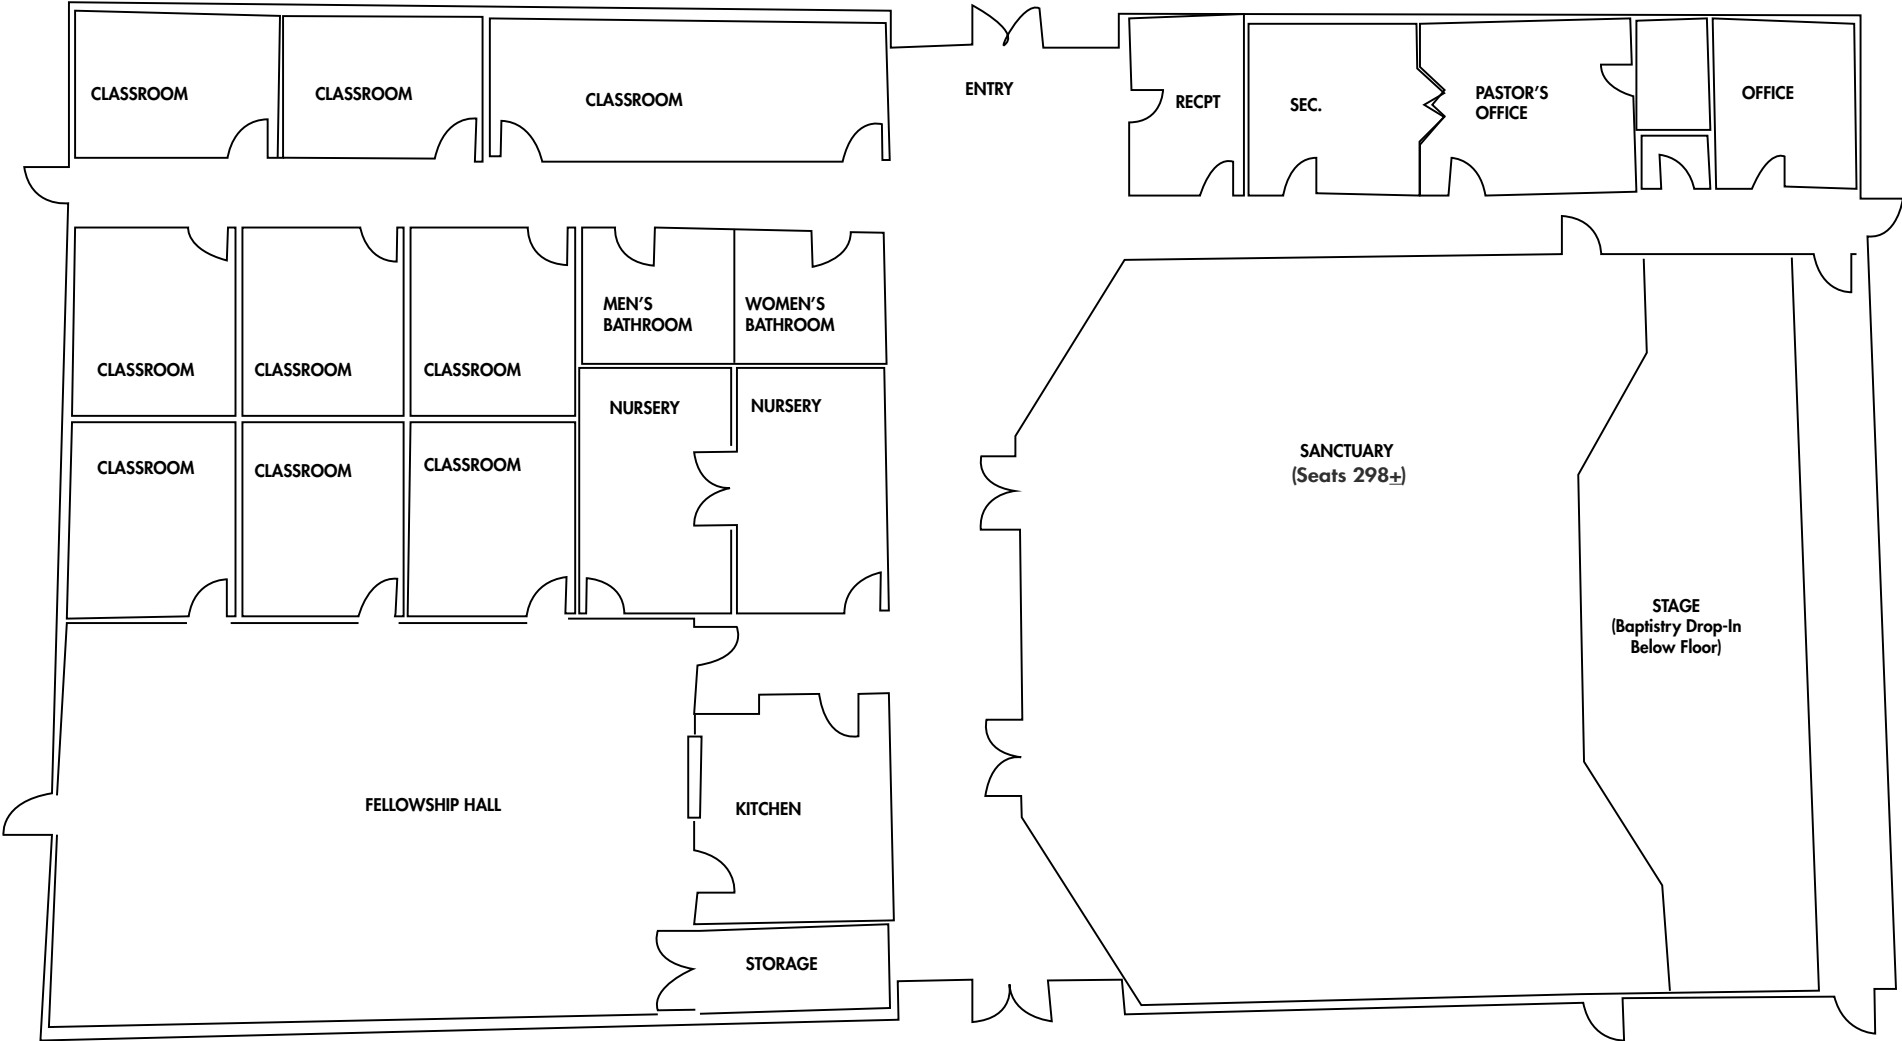 CLASSROOM
CLASSROOM
CLASSROOM
ENTRY
RECPT
SEC.
PASTOR'S
OFFICE
OFFICE
MEN'S
BATHROOM
WOMEN'S
BATHROOM
CLASSROOM
CLASSROOM
CLASSROOM
NURSERY
NURSERY
CLASSROOM
CLASSROOM
CLASSROOM
SANCTUARY
(Seats 298±)
STAGE
(Baptistry Drop-In
Below Floor)
FELLOWSHIP HALL
KITCHEN
STORAGE